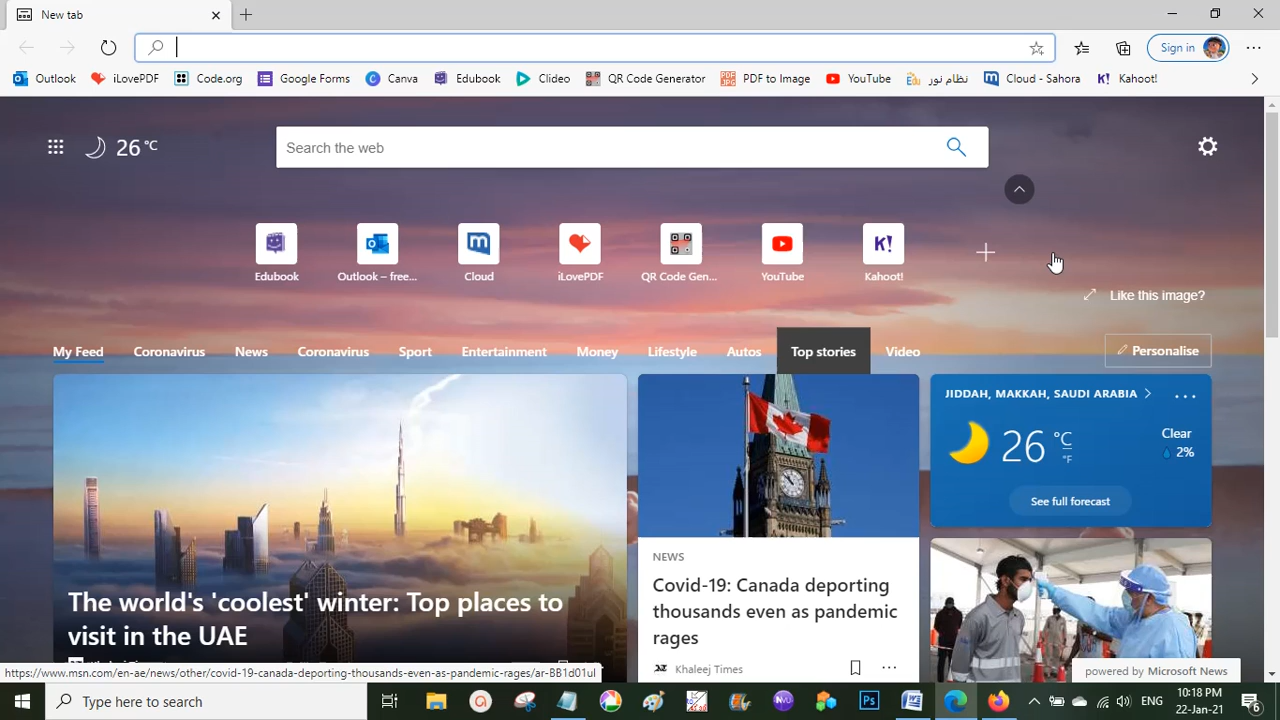 New tab
Sign in
Outlook
iLovePDF
Code.org
Google Forms
Canva
Edubook
Clideo
QR Code Generator
PDF to Image
YouTube
نظام نور
Cloud - Sahora
Kahoot!
26 °C
Search the web
Edubook
Outlook – free...
Cloud
iLovePDF
QR Code Gen...
YouTube
Kahoot!
Like this image?
My Feed
Coronavirus
News
Coronavirus
Sport
Entertainment
Money
Lifestyle
Autos
Top stories
Video
Personalise
The world's 'coolest' winter: Top places to
visit in the UAE
NEWS
Covid-19: Canada deporting
thousands even as pandemic
rages
Khaleej Times
JIDDAH, MAKKAH, SAUDI ARABIA
26 °C
°F
Clear
2%
See full forecast
powered by Microsoft News
https://www.msn.com/en-ae/news/other/covid-19-canada-deporting-thousands-even-as-pandemic-rages/ar-BB1d01ul
Type here to search
ENG
10:18 PM
22-Jan-21
6